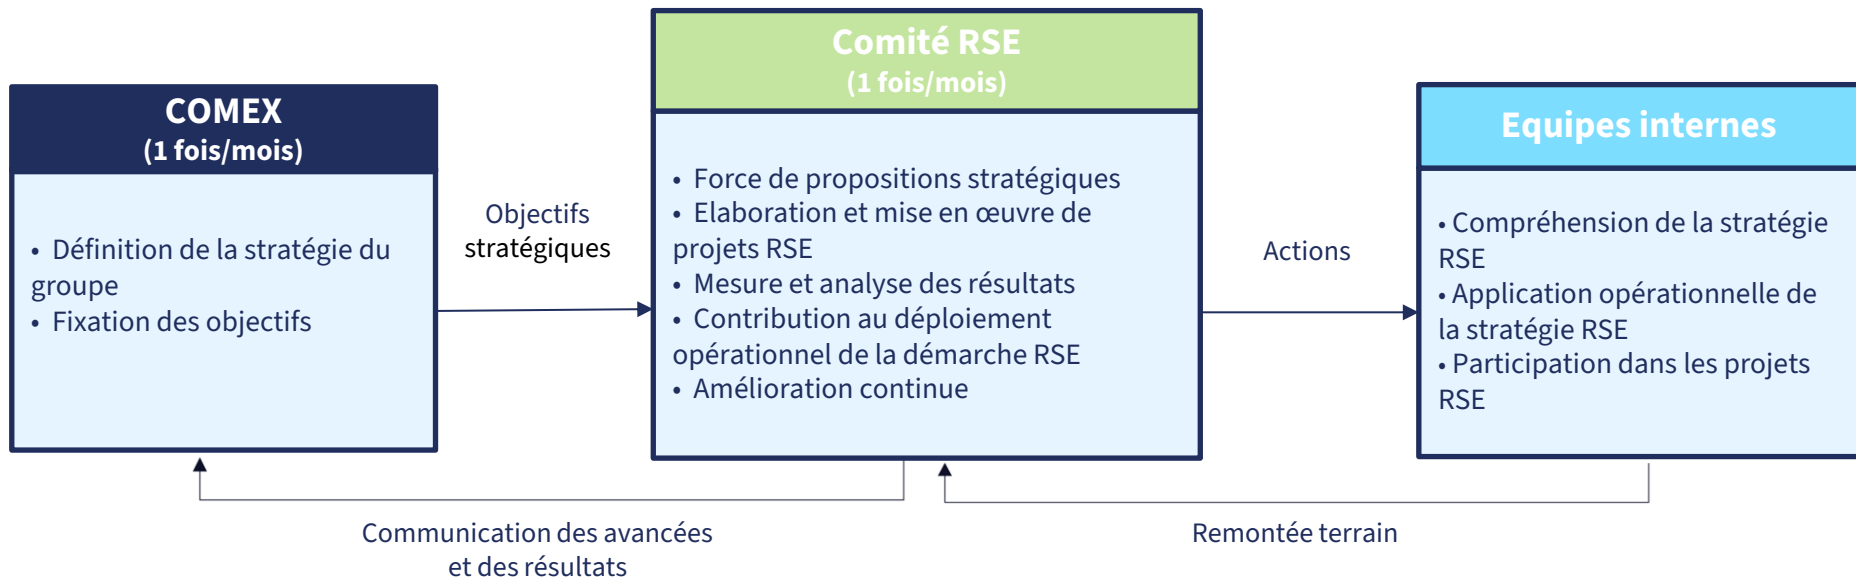 COMEX
(1 fois/mois)
• Définition de la stratégie du
groupe
• Fixation des objectifs
Objectifs
stratégiques
Comité RSE
(1 fois/mois)
• Force de propositions stratégiques
• Elaboration et mise en œuvre de
projets RSE
• Mesure et analyse des résultats
• Contribution au déploiement
opérationnel de la démarche RSE
• Amélioration continue
Actions
Equipes internes
• Compréhension de la stratégie
RSE
• Application opérationnelle de
la stratégie RSE
• Participation dans les projets
RSE
Communication des avancées
et des résultats
Remontée terrain